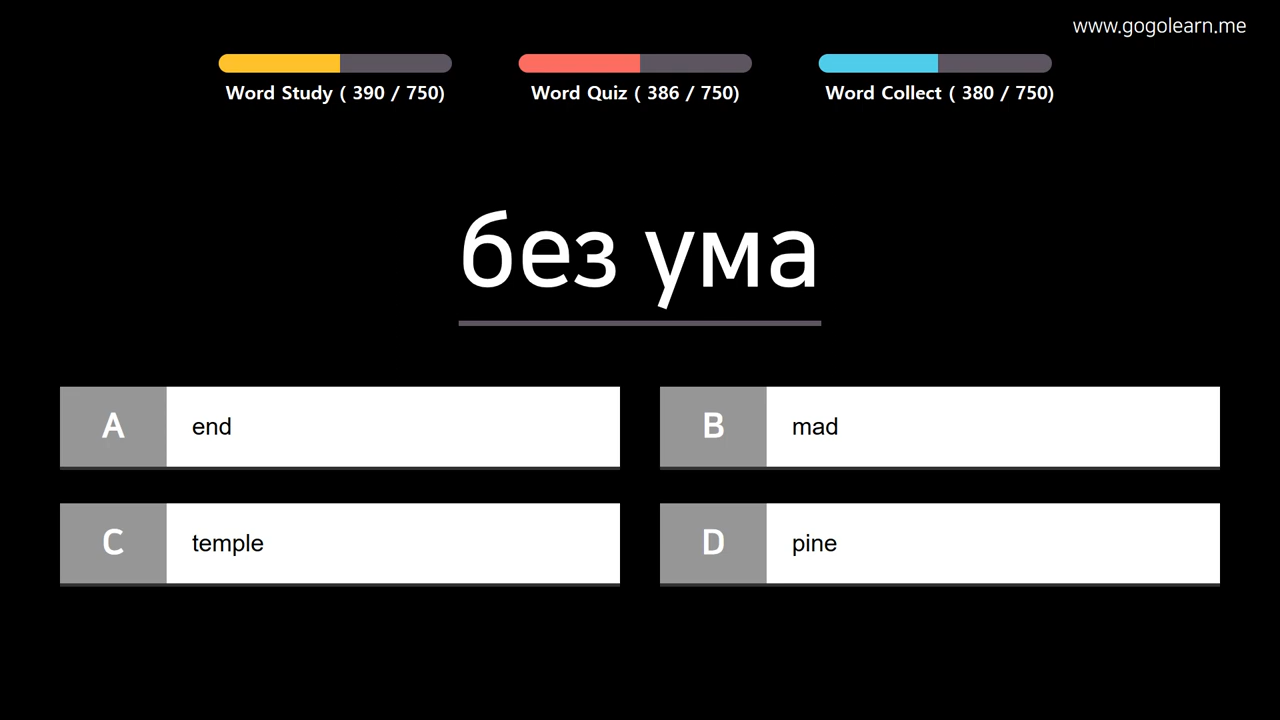 www.gogolearn.me
Word Study ( 390 / 750)
Word Quiz ( 386 / 750)
Word Collect ( 380 / 750)
без ума
A end
B mad
C temple
D pine